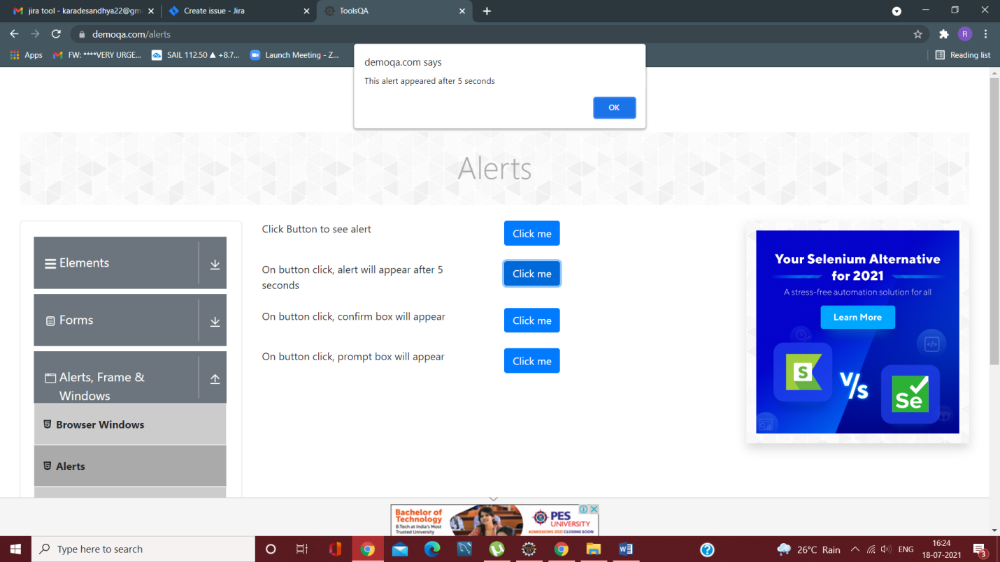 jira tool - karadesandhya22@gm
Create issue - Jira
ToolsQA
demoqa.com/alerts
R
Apps
FW: ****VERY URGE...
SAIL 112.50 ▲ +8.7...
Launch Meeting - Z...
Reading list
demoqa.com says
This alert appeared after 5 seconds
OK
Alerts
Elements
Forms
Alerts, Frame &
Windows
Browser Windows
Alerts
Click Button to see alert
Click me
On button click, alert will appear after 5
seconds
Click me
On button click, confirm box will appear
Click me
On button click, prompt box will appear
Click me
Your Selenium Alternative
for 2021
A stress-free automation solution for all
Learn More
S
V/s
Se
Bachelor of
Technology
B.Tech at India's Most
Trusted University
PES
UNIVERSITY
ADMISSIONS 2021 CLOSING SOON
Type here to search
26°C Rain
ENG
16:24
18-07-2021
3